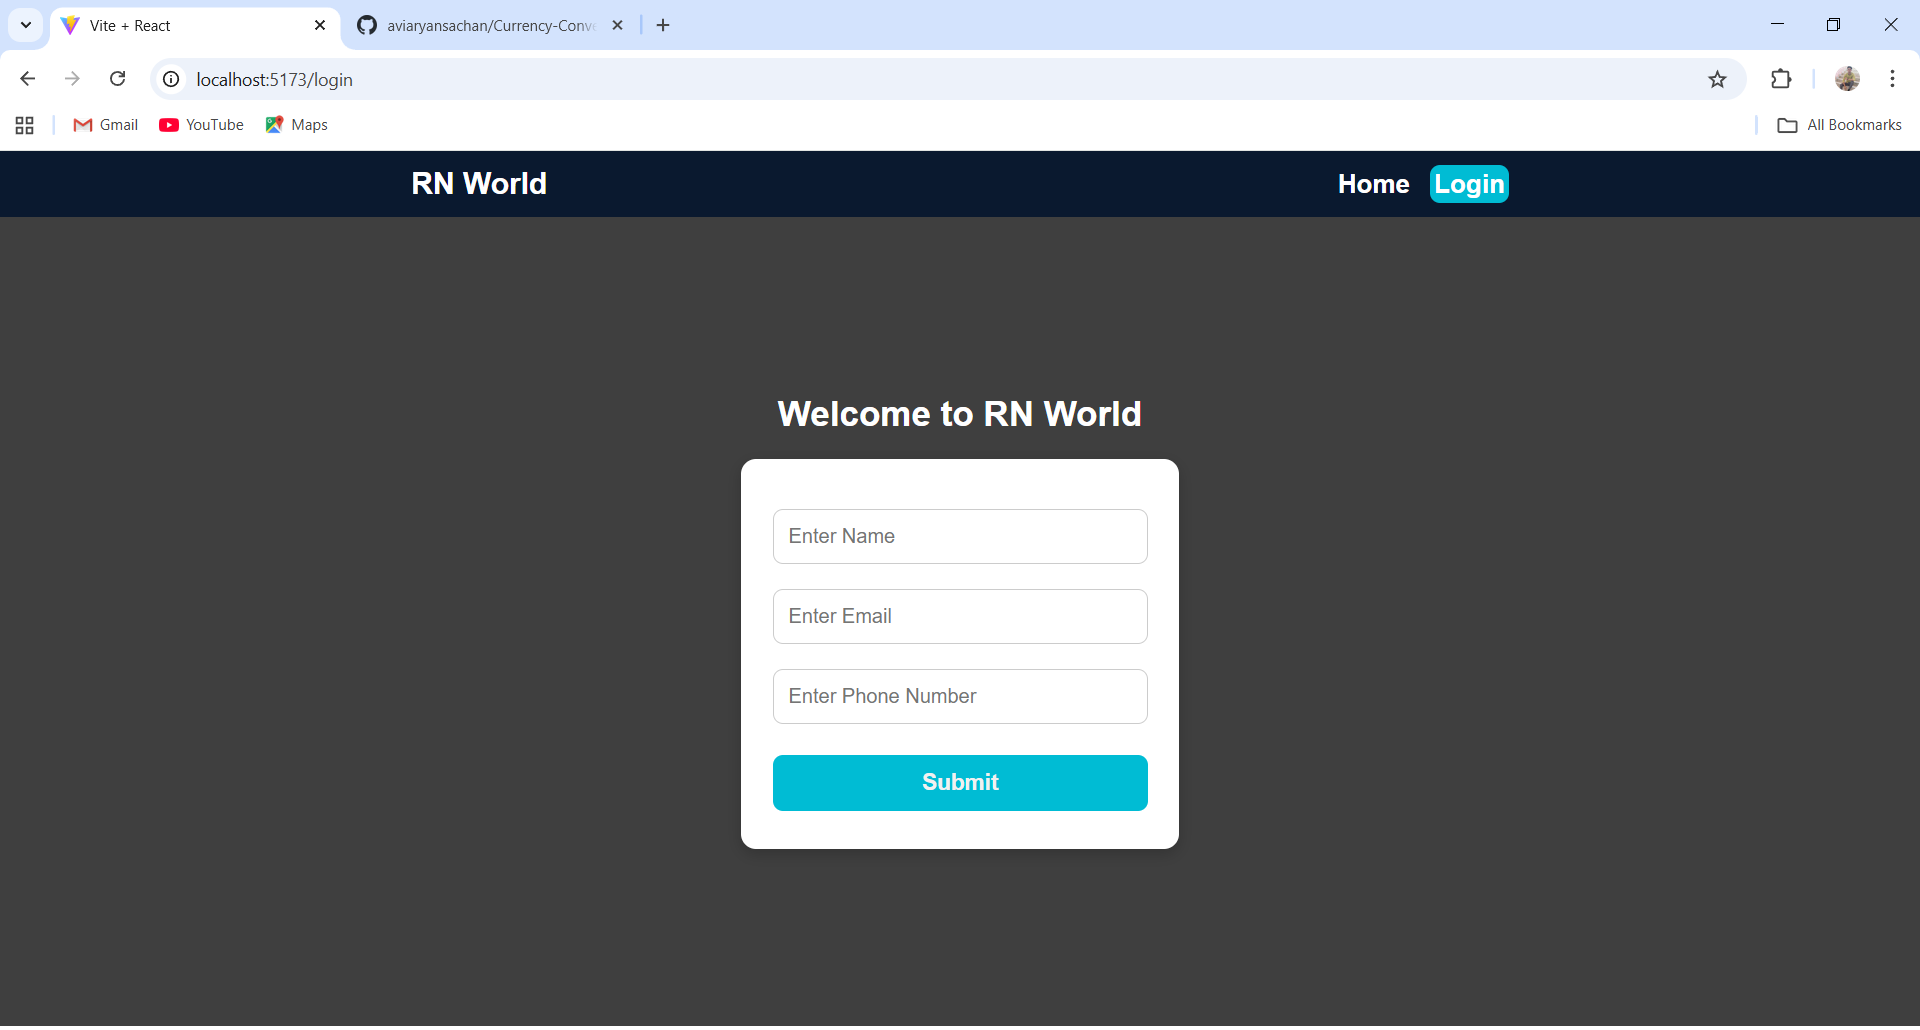 Vite + React
aviaryansachan/Currency-Conve
localhost:5173/login
Gmail YouTube Maps All Bookmarks
RN World Home Login
Welcome to RN World
Enter Name
Enter Email
Enter Phone Number
Submit